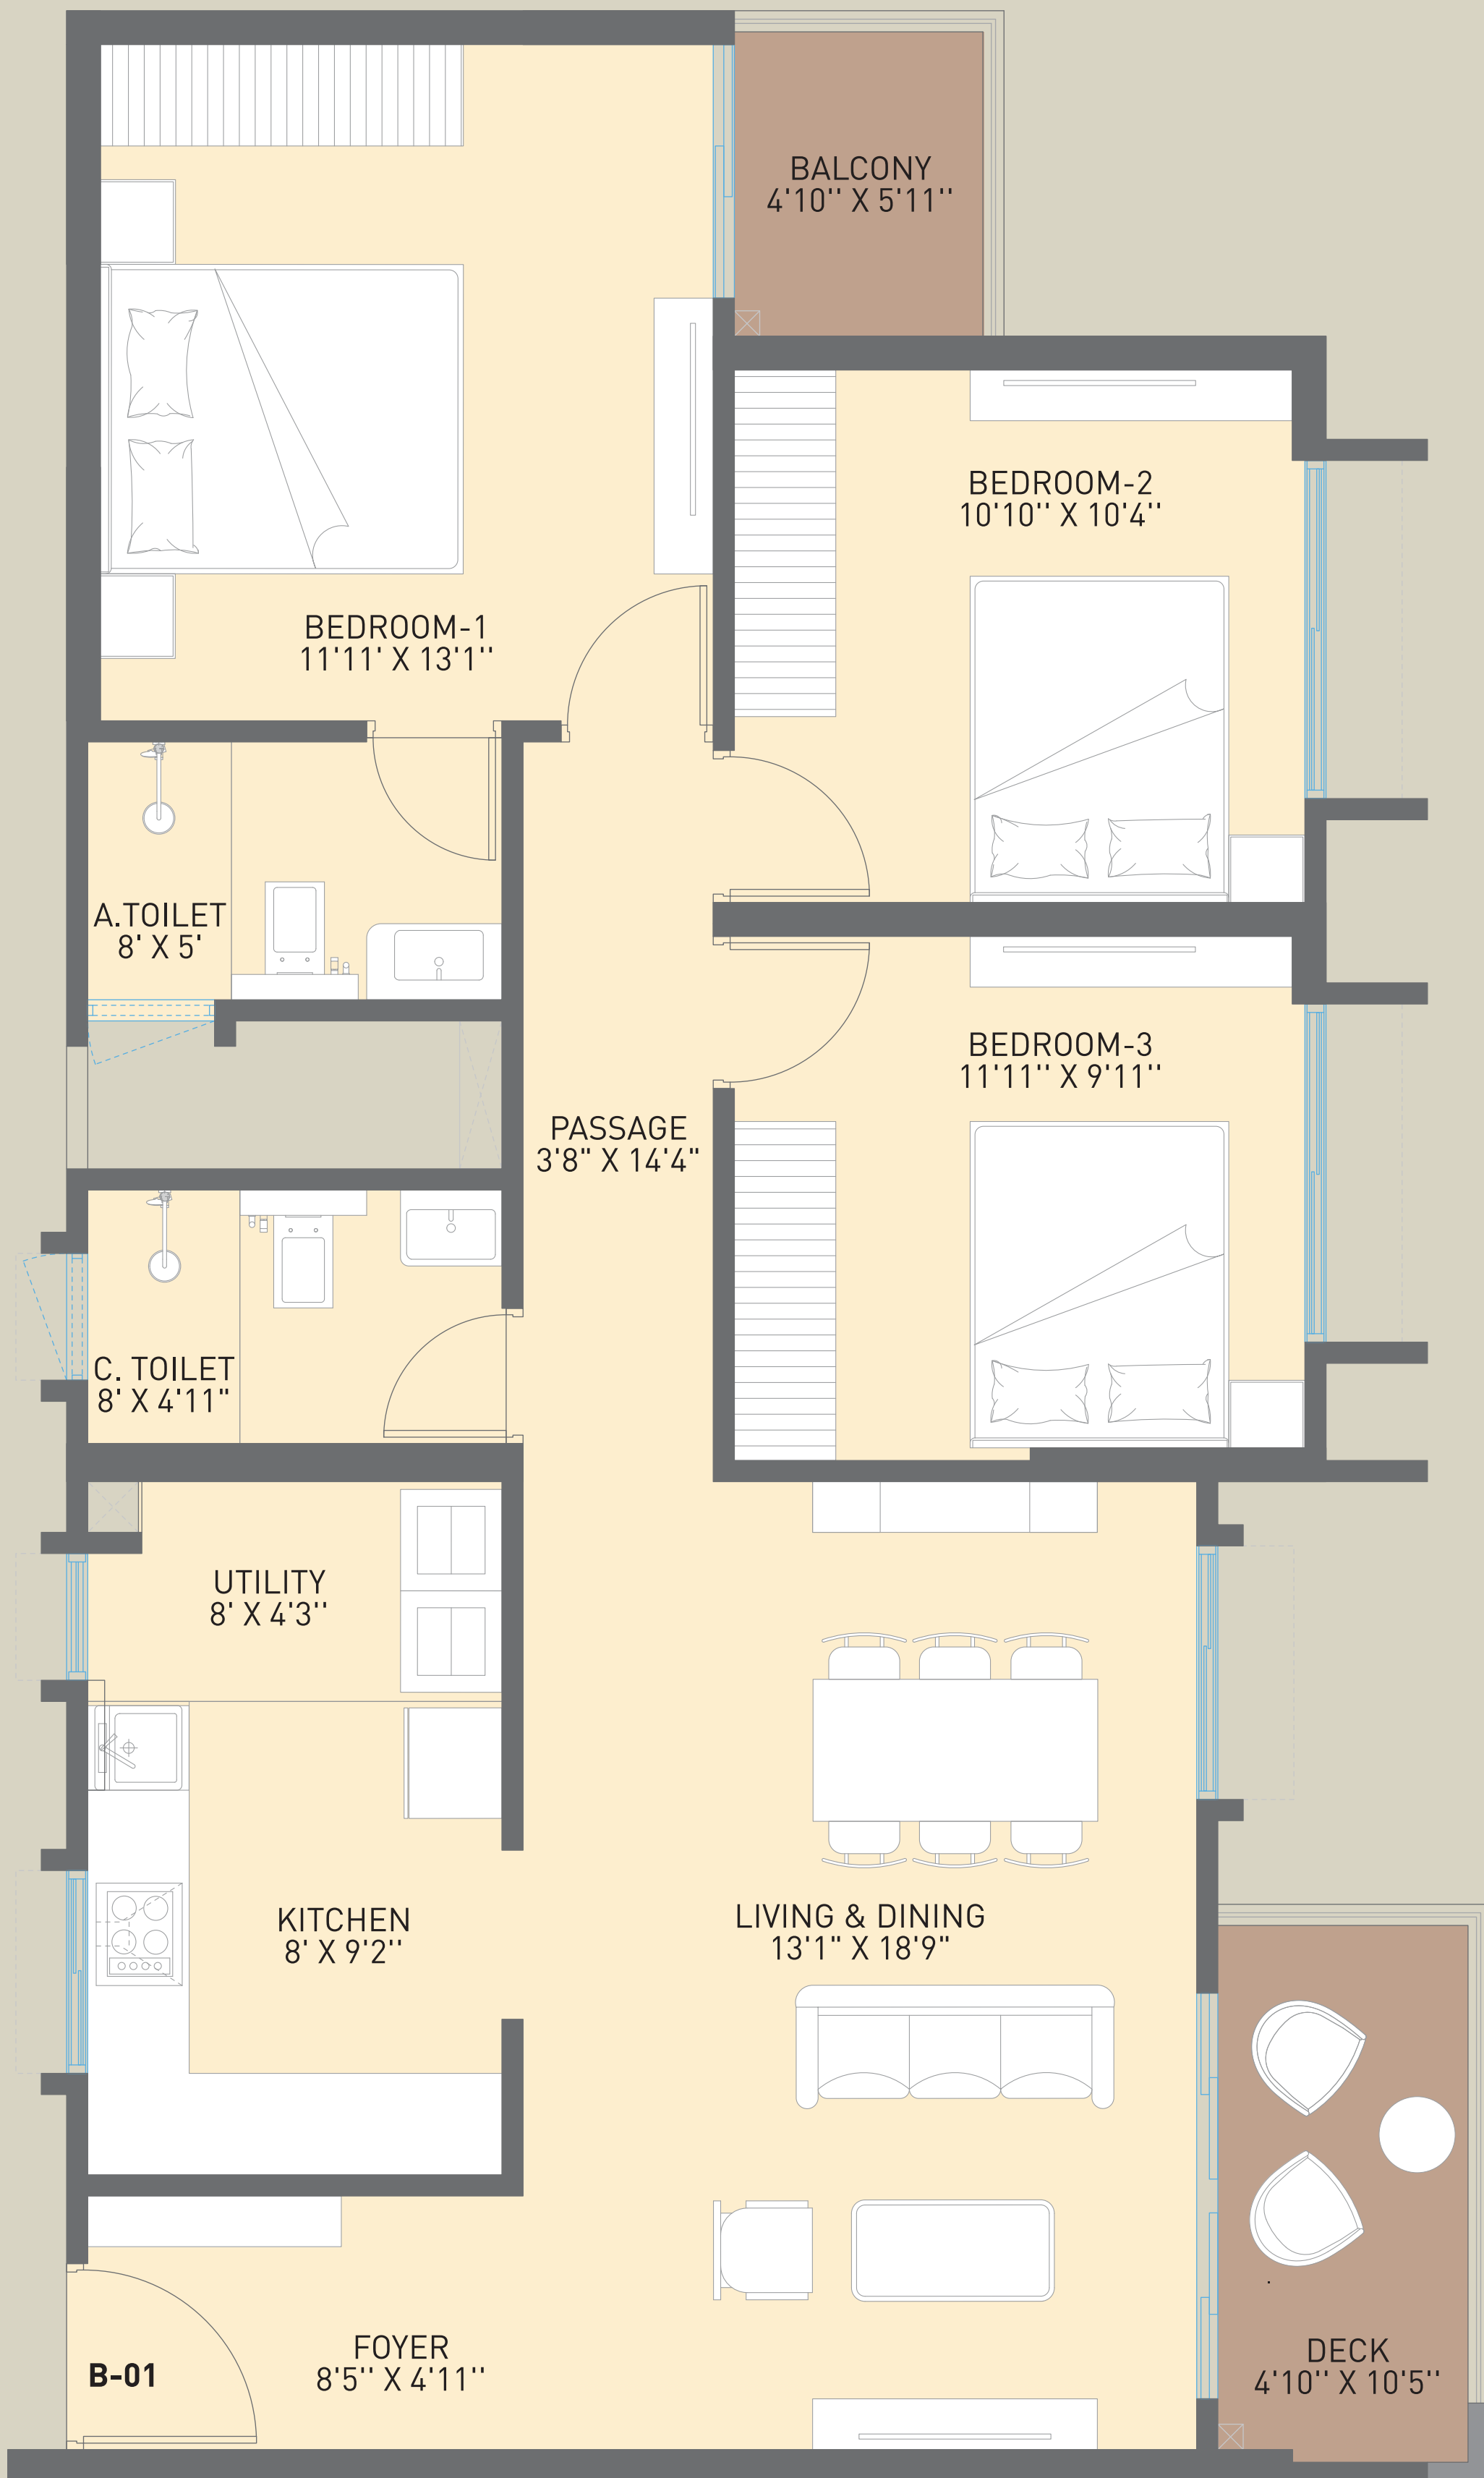 BALCONY
4'10'' X 5'11''
BEDROOM-2
10'10'' X 10'4''
BEDROOM-1
11'11' X 13'1''
A.TOILET
8' X 5'
BEDROOM-3
11'11'' X 9'11''
PASSAGE
3'8" X 14'4"
C. TOILET
8' X 4'11"
UTILITY
8' X 4'3''
KITCHEN
8' X 9'2''
LIVING & DINING
13'1" X 18'9"
FOYER
8'5'' X 4'11''
B-01
DECK
4'10'' X 10'5''